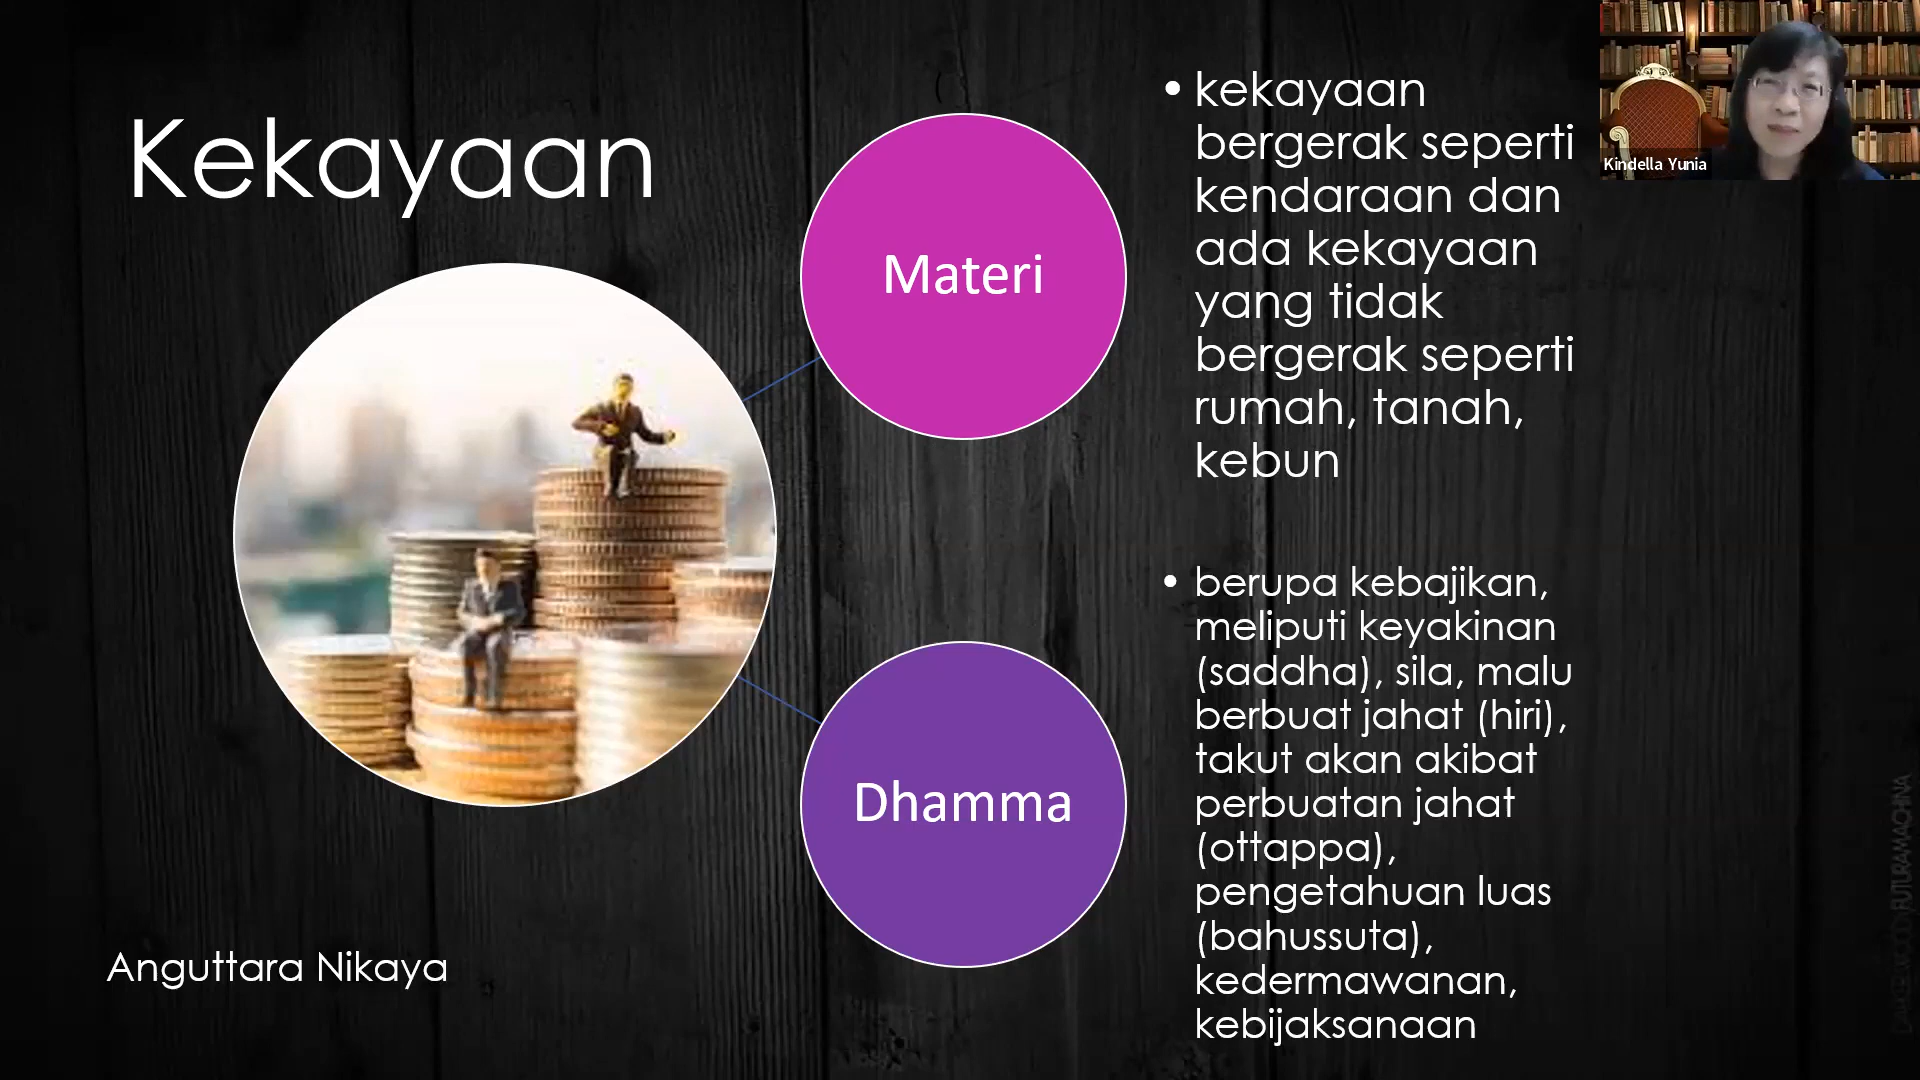 Kekayaan
Materi
• kekayaan
bergerak seperti
kendaraan dan
ada kekayaan
yang tidak
bergerak seperti
rumah, tanah,
kebun
Dhamma
• berupa kebajikan,
meliputi keyakinan
(saddha), sila, malu
berbuat jahat (hiri),
takut akan akibat
perbuatan jahat
(ottappa),
pengetahuan luas
(bahussuta),
kedermawanan,
kebijaksanaan
Anguttara Nikaya
Kindella Yunia
FUTURAMACHINA